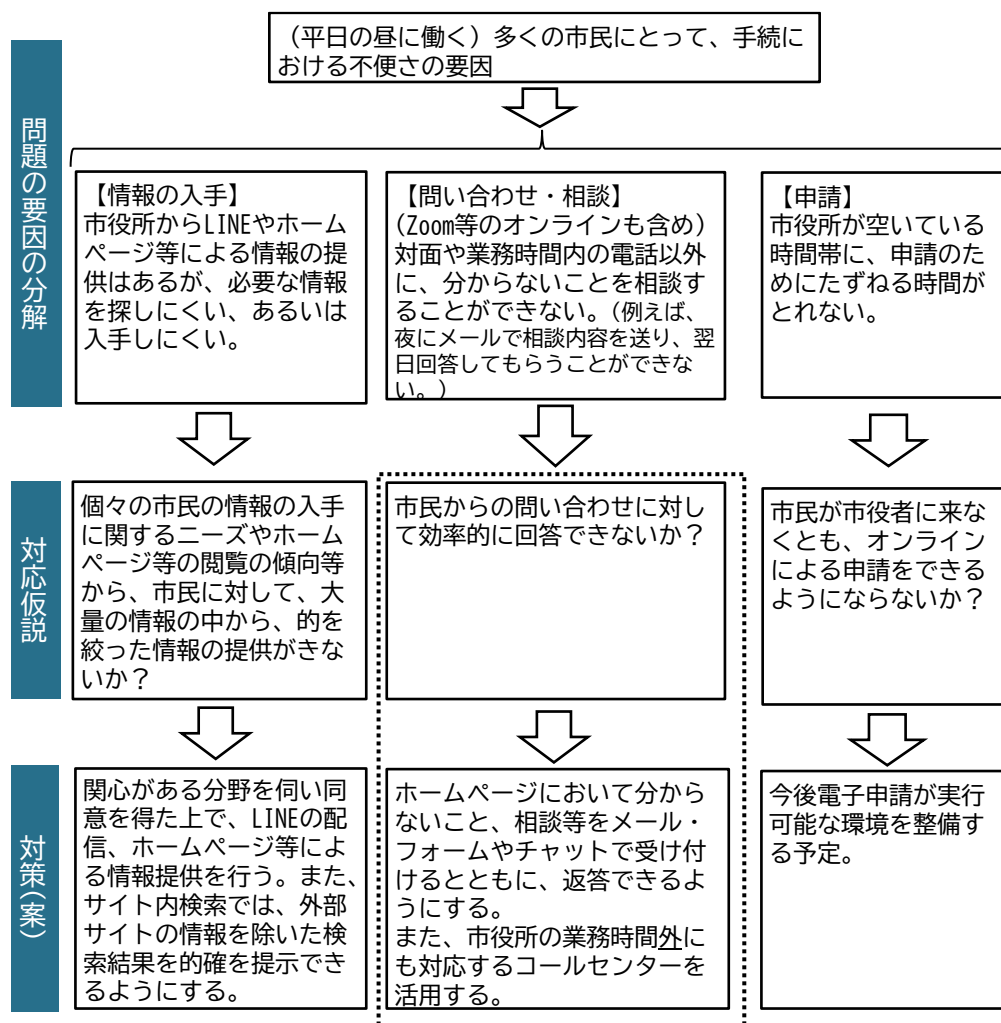 （平日の昼に働く）多くの市民にとって、手続に
おける不便さの要因
問題の要因の分解
【情報の入手】
市役所からLINEやホーム
ページ等による情報の提
供はあるが、必要な情報
を探しにくい、あるいは
入手しにくい。
【問い合わせ・相談】
(Zoom等のオンラインも含め）
対面や業務時間内の電話以外
に、分からないことを相談す
ることができない。（例えば、
夜にメールで相談内容を送り、翌
日回答してもらうことができな
い。）
【申請】
市役所が空いている
時間帯に、申請のた
めにたずねる時間が
とれない。
対応仮説
個々の市民の情報の入手
に関するニーズやホーム
ページ等の閲覧の傾向等
から、市民に対して、大
量の情報の中から、的を
絞った情報の提供がきな
いか？
市民からの問い合わせに対し
て効率的に回答できないか？
市民が市役者に来な
くとも、オンライン
による申請をできる
ようにならないか？
対策（案）
関心がある分野を伺い同
意を得た上で、LINEの配
信、ホームページ等によ
る情報提供を行う。また、
サイト内検索では、外部
サイトの情報を除いた検
索結果を的確を提示でき
るようにする。
ホームページにおいて分から
ないこと、相談等をメール・
フォームやチャットで受け付
けるとともに、返答できるよ
うにする。
また、市役所の業務時間外に
も対応するコールセンターを
活用する。
今後電子申請が実行
可能な環境を整備す
る予定。